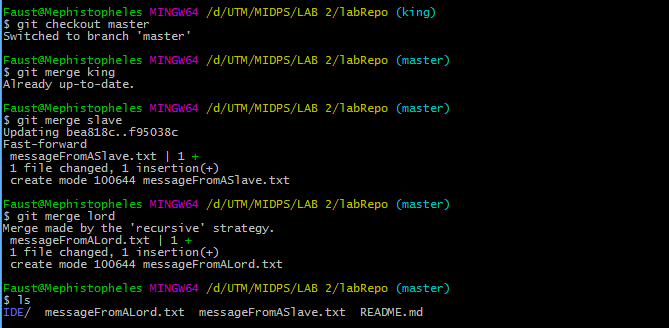 Faust@Mephistopheles MINGW64 /d/UTM/MIDPS/LAB 2/labRepo (king)
$ git checkout master
Switched to branch 'master'
Faust@Mephistopheles MINGW64 /d/UTM/MIDPS/LAB 2/labRepo (master)
$ git merge king
Already up-to-date.
Faust@Mephistopheles MINGW64 /d/UTM/MIDPS/LAB 2/labRepo (master)
$ git merge slave
Updating bea818c..f95038c
Fast-forward
 messageFromASlave.txt | 1 +
 1 file changed, 1 insertion(+)
 create mode 100644 messageFromASlave.txt
Faust@Mephistopheles MINGW64 /d/UTM/MIDPS/LAB 2/labRepo (master)
$ git merge lord
Merge made by the 'recursive' strategy.
 messageFromALord.txt | 1 +
 1 file changed, 1 insertion(+)
 create mode 100644 messageFromALord.txt
Faust@Mephistopheles MINGW64 /d/UTM/MIDPS/LAB 2/labRepo (master)
$ ls
IDE/  messageFromALord.txt  messageFromASlave.txt  README.md